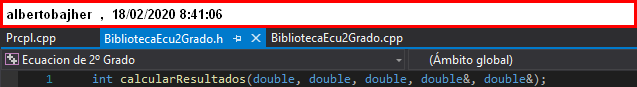 albertobajher , 18/02/2020 8:41:06
Prcpl.cpp BibliotecaEcu2Grado.h BibliotecaEcu2Grado.cpp
Ecuacion de 2º Grado (Ámbito global)
1 int calcularResultados(double, double, double, double&, double&);